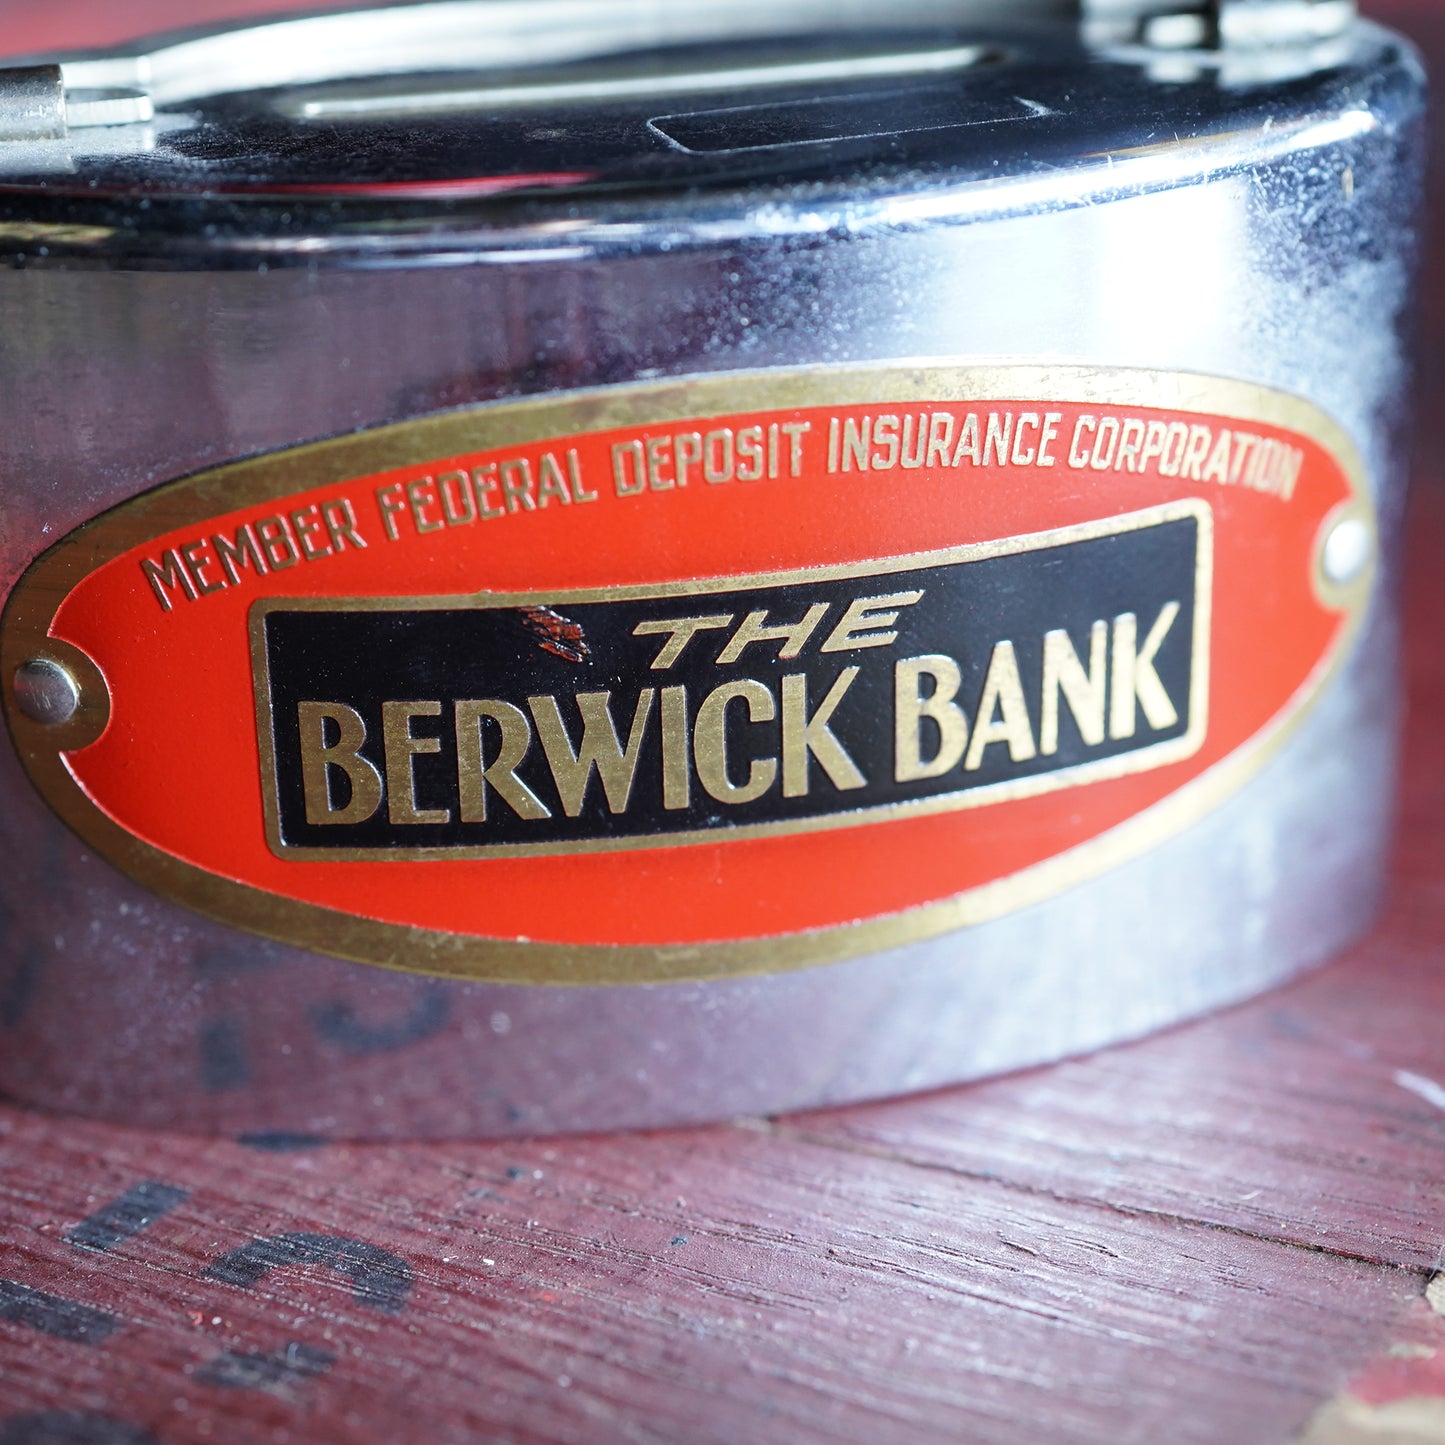 MEMBER FEDERAL DEPOSIT INSURANCE CORPORATION
THE
BERWICK BANK